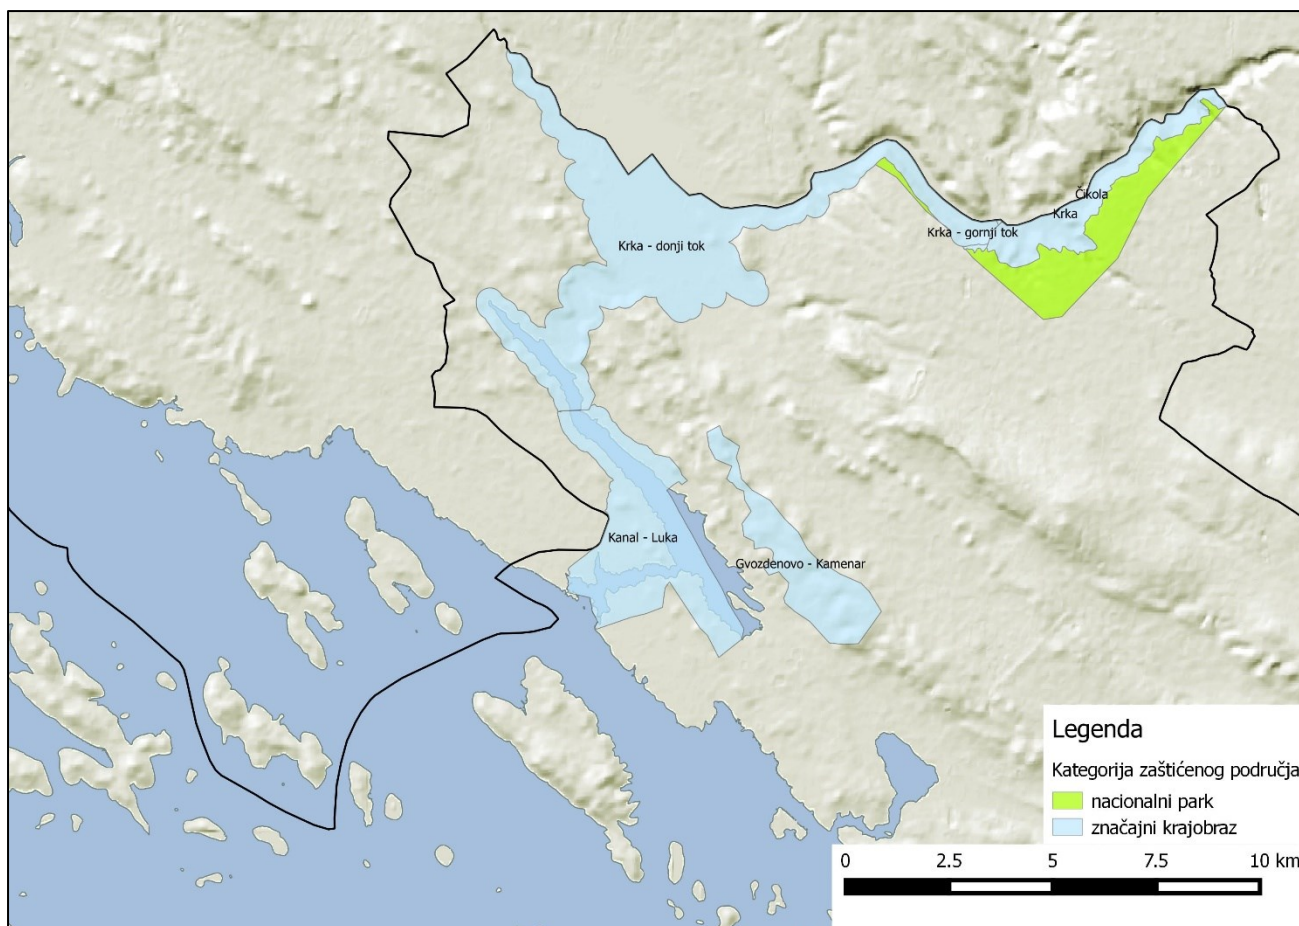 Čikola
Krka
Krka - gornji tok
Krka - donji tok
Kanal - Luka
Gvozdenovo - Kamenar
Legenda
Kategorija zaštićenog područja
nacionalni park
značajni krajobraz
0 2.5 5 7.5 10 km